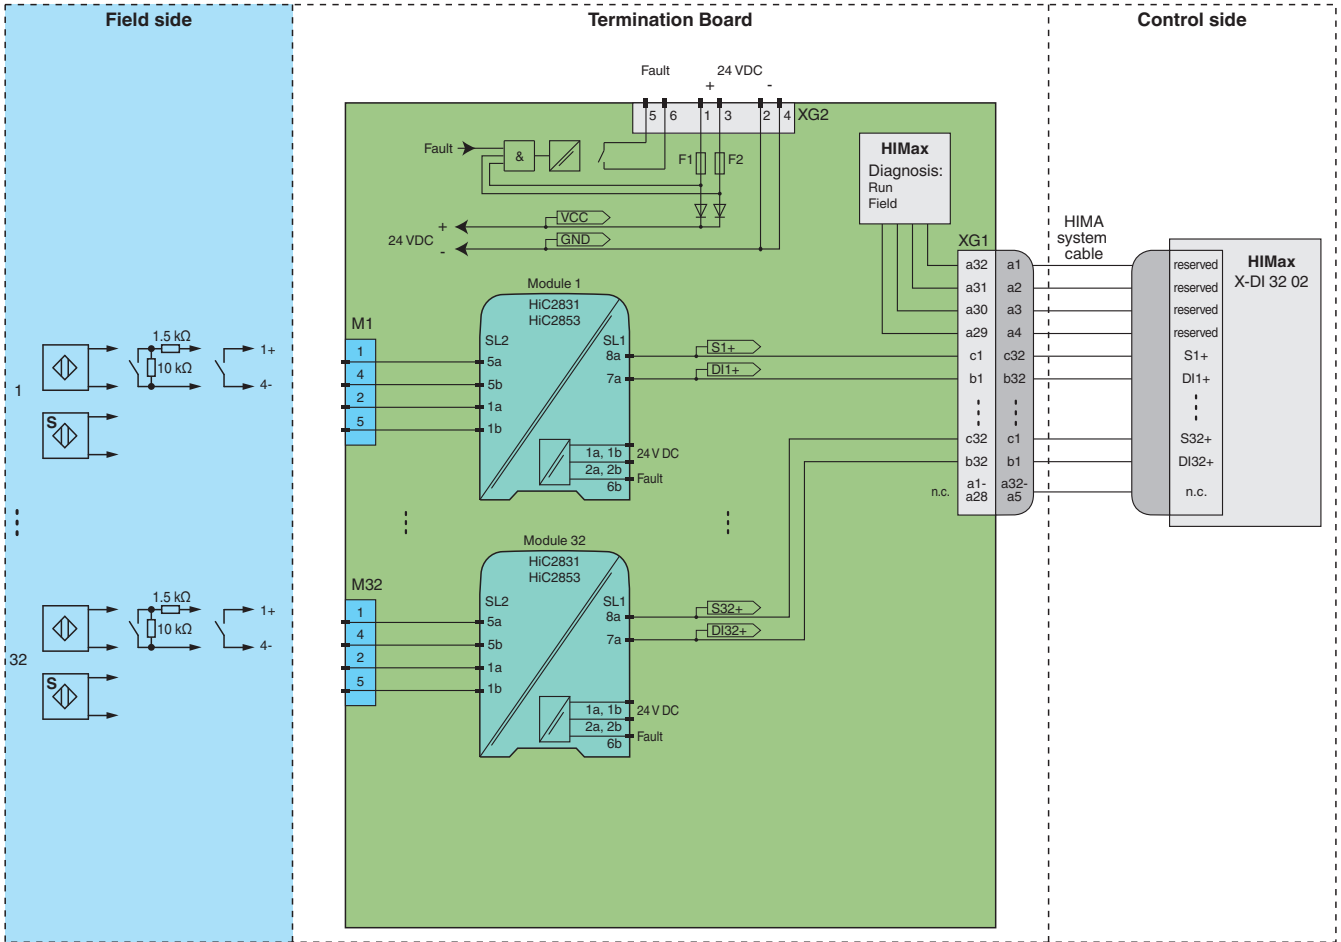 Field side
Termination Board
Control side
Fault
24 VDC
+
-
5 6 1 3 2 4
XG2
Fault
&
F1
F2
VCC
GND
+
24 VDC
-
HIMax
Diagnosis:
Run
Field
HIMA
system
cable
XG1
a32 a1
a31 a2
a30 a3
a29 a4
c1 c32
b1 b32
c32 c1
b32 b1
n.c.
a1-
a28
a32-
a5
reserved
reserved
reserved
reserved
S1+
DI1+
S32+
DI32+
n.c.
HIMax
X-DI 32 02
1
1.5 kΩ
10 kΩ
1+
4-
S
M1
1
4
2
5
Module 1
HiC2831
HiC2853
SL2
5a
5b
1a
1b
SL1
8a
7a
S1+
DI1+
1a, 1b
2a, 2b
6b
24 V DC
Fault
32
1.5 kΩ
10 kΩ
1+
4-
S
M32
1
4
2
5
Module 32
HiC2831
HiC2853
SL2
5a
5b
1a
1b
SL1
8a
7a
S32+
DI32+
1a, 1b
2a, 2b
6b
24 V DC
Fault